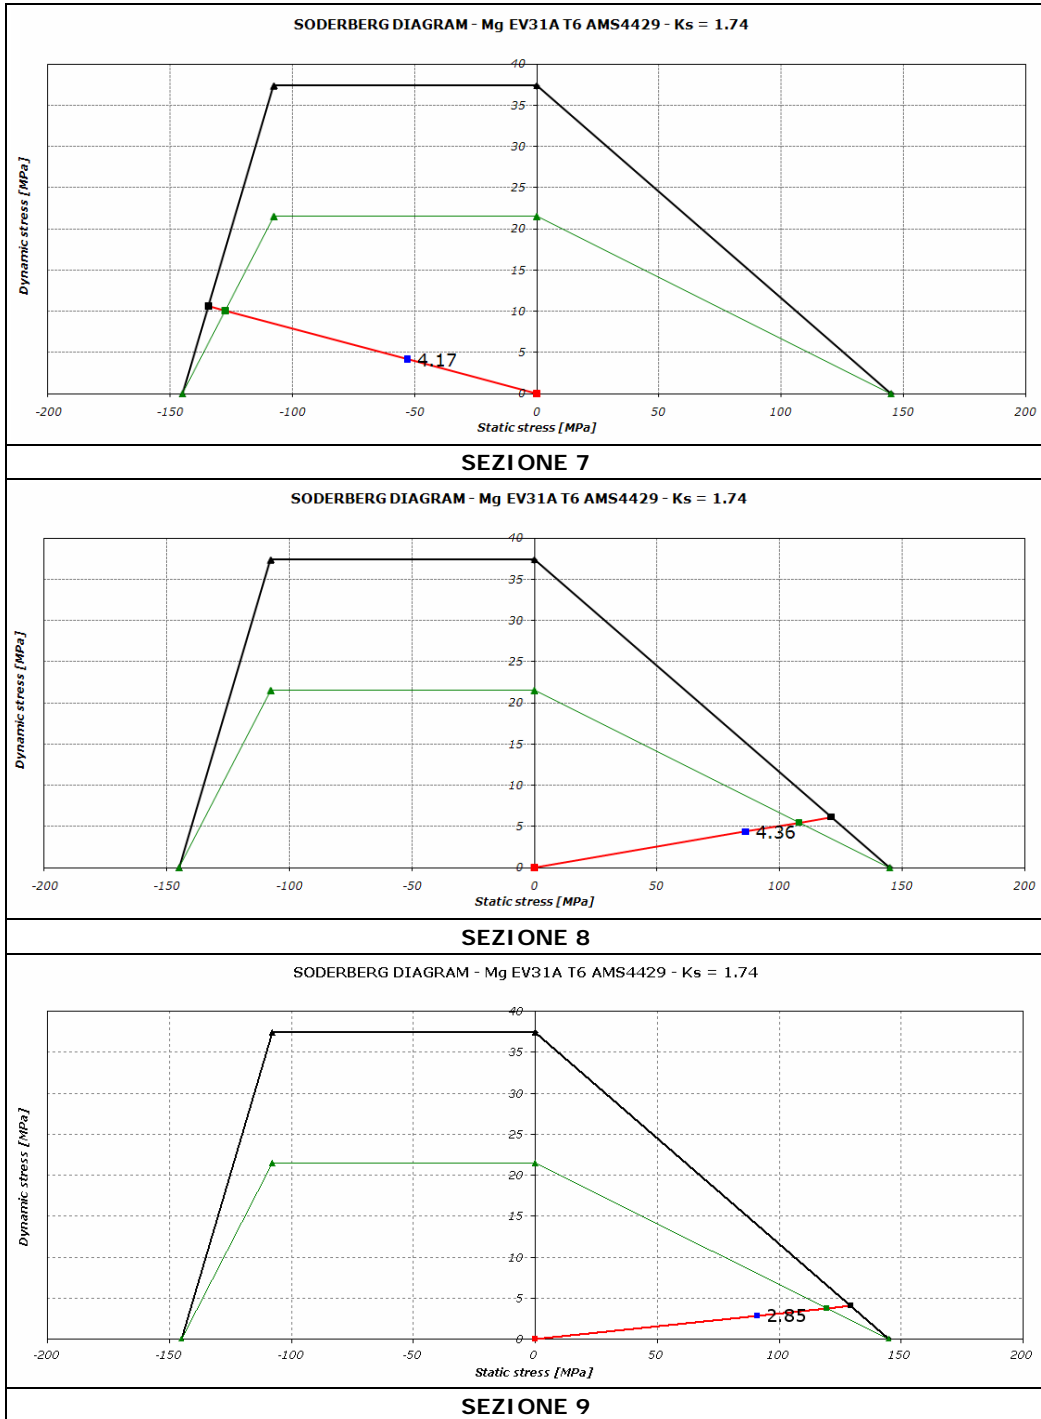 SODERBERG DIAGRAM - Mg EV31A T6 AMS4429 - Ks = 1.74
40
35
30
25
20
15
10
5
0
Dynamic stress [MPa]
4.17
-200 -150 -100 -50 0 50 100 150 200
Static stress [MPa]
SEZIONE 7
SODERBERG DIAGRAM - Mg EV31A T6 AMS4429 - Ks = 1.74
40
35
30
25
20
15
10
5
0
Dynamic stress [MPa]
4.36
-200 -150 -100 -50 0 50 100 150 200
Static stress [MPa]
SEZIONE 8
SODERBERG DIAGRAM - Mg EV31A T6 AMS4429 - Ks = 1.74
40
35
30
25
20
15
10
5
0
Dynamic stress [MPa]
2.85
-200 -150 -100 -50 0 50 100 150 200
Static stress [MPa]
SEZIONE 9